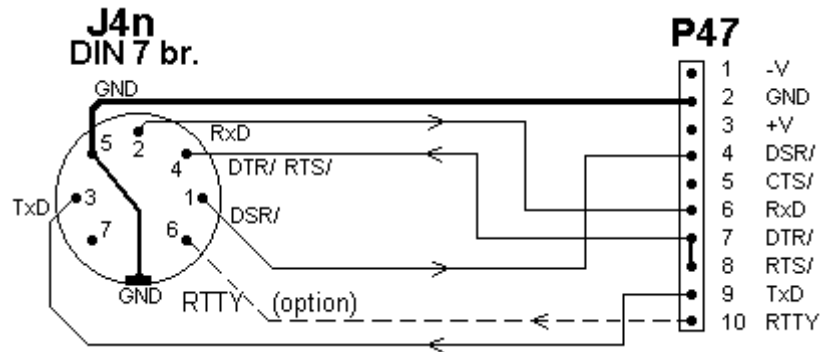 J4n
DIN 7 br.
P47
GND
5
2
RxD
4
DTR/ RTS/
TxD
3
1
DSR/
7
6
GND
RTTY (option)
1 -V
2 GND
3 +V
4 DSR/
5 CTS/
6 RxD
7 DTR/
8 RTS/
9 TxD
10 RTTY